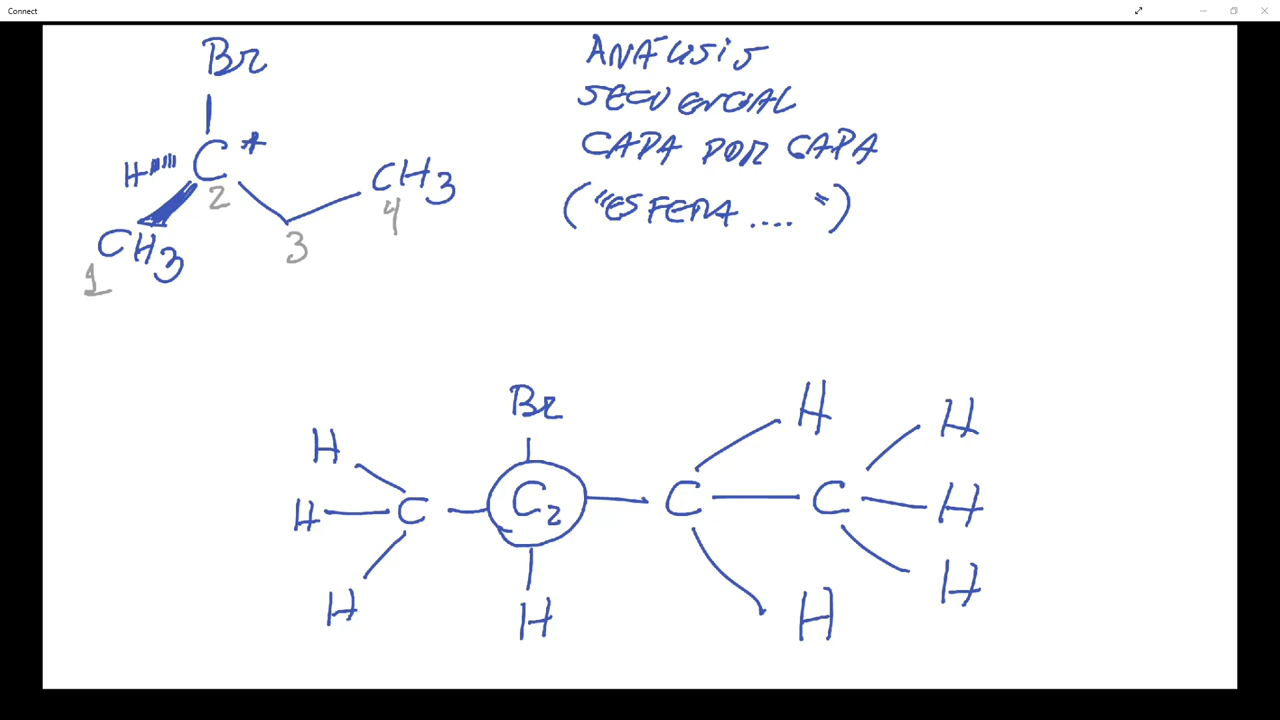 Connect
Br
H C *
2
CH3
1
3
CH3
4
ANÁLISIS
SECUENCIAL
CAPA POR CAPA
("ESFERA .... ")
Br
H H H
H C C2 C C H
H H H H